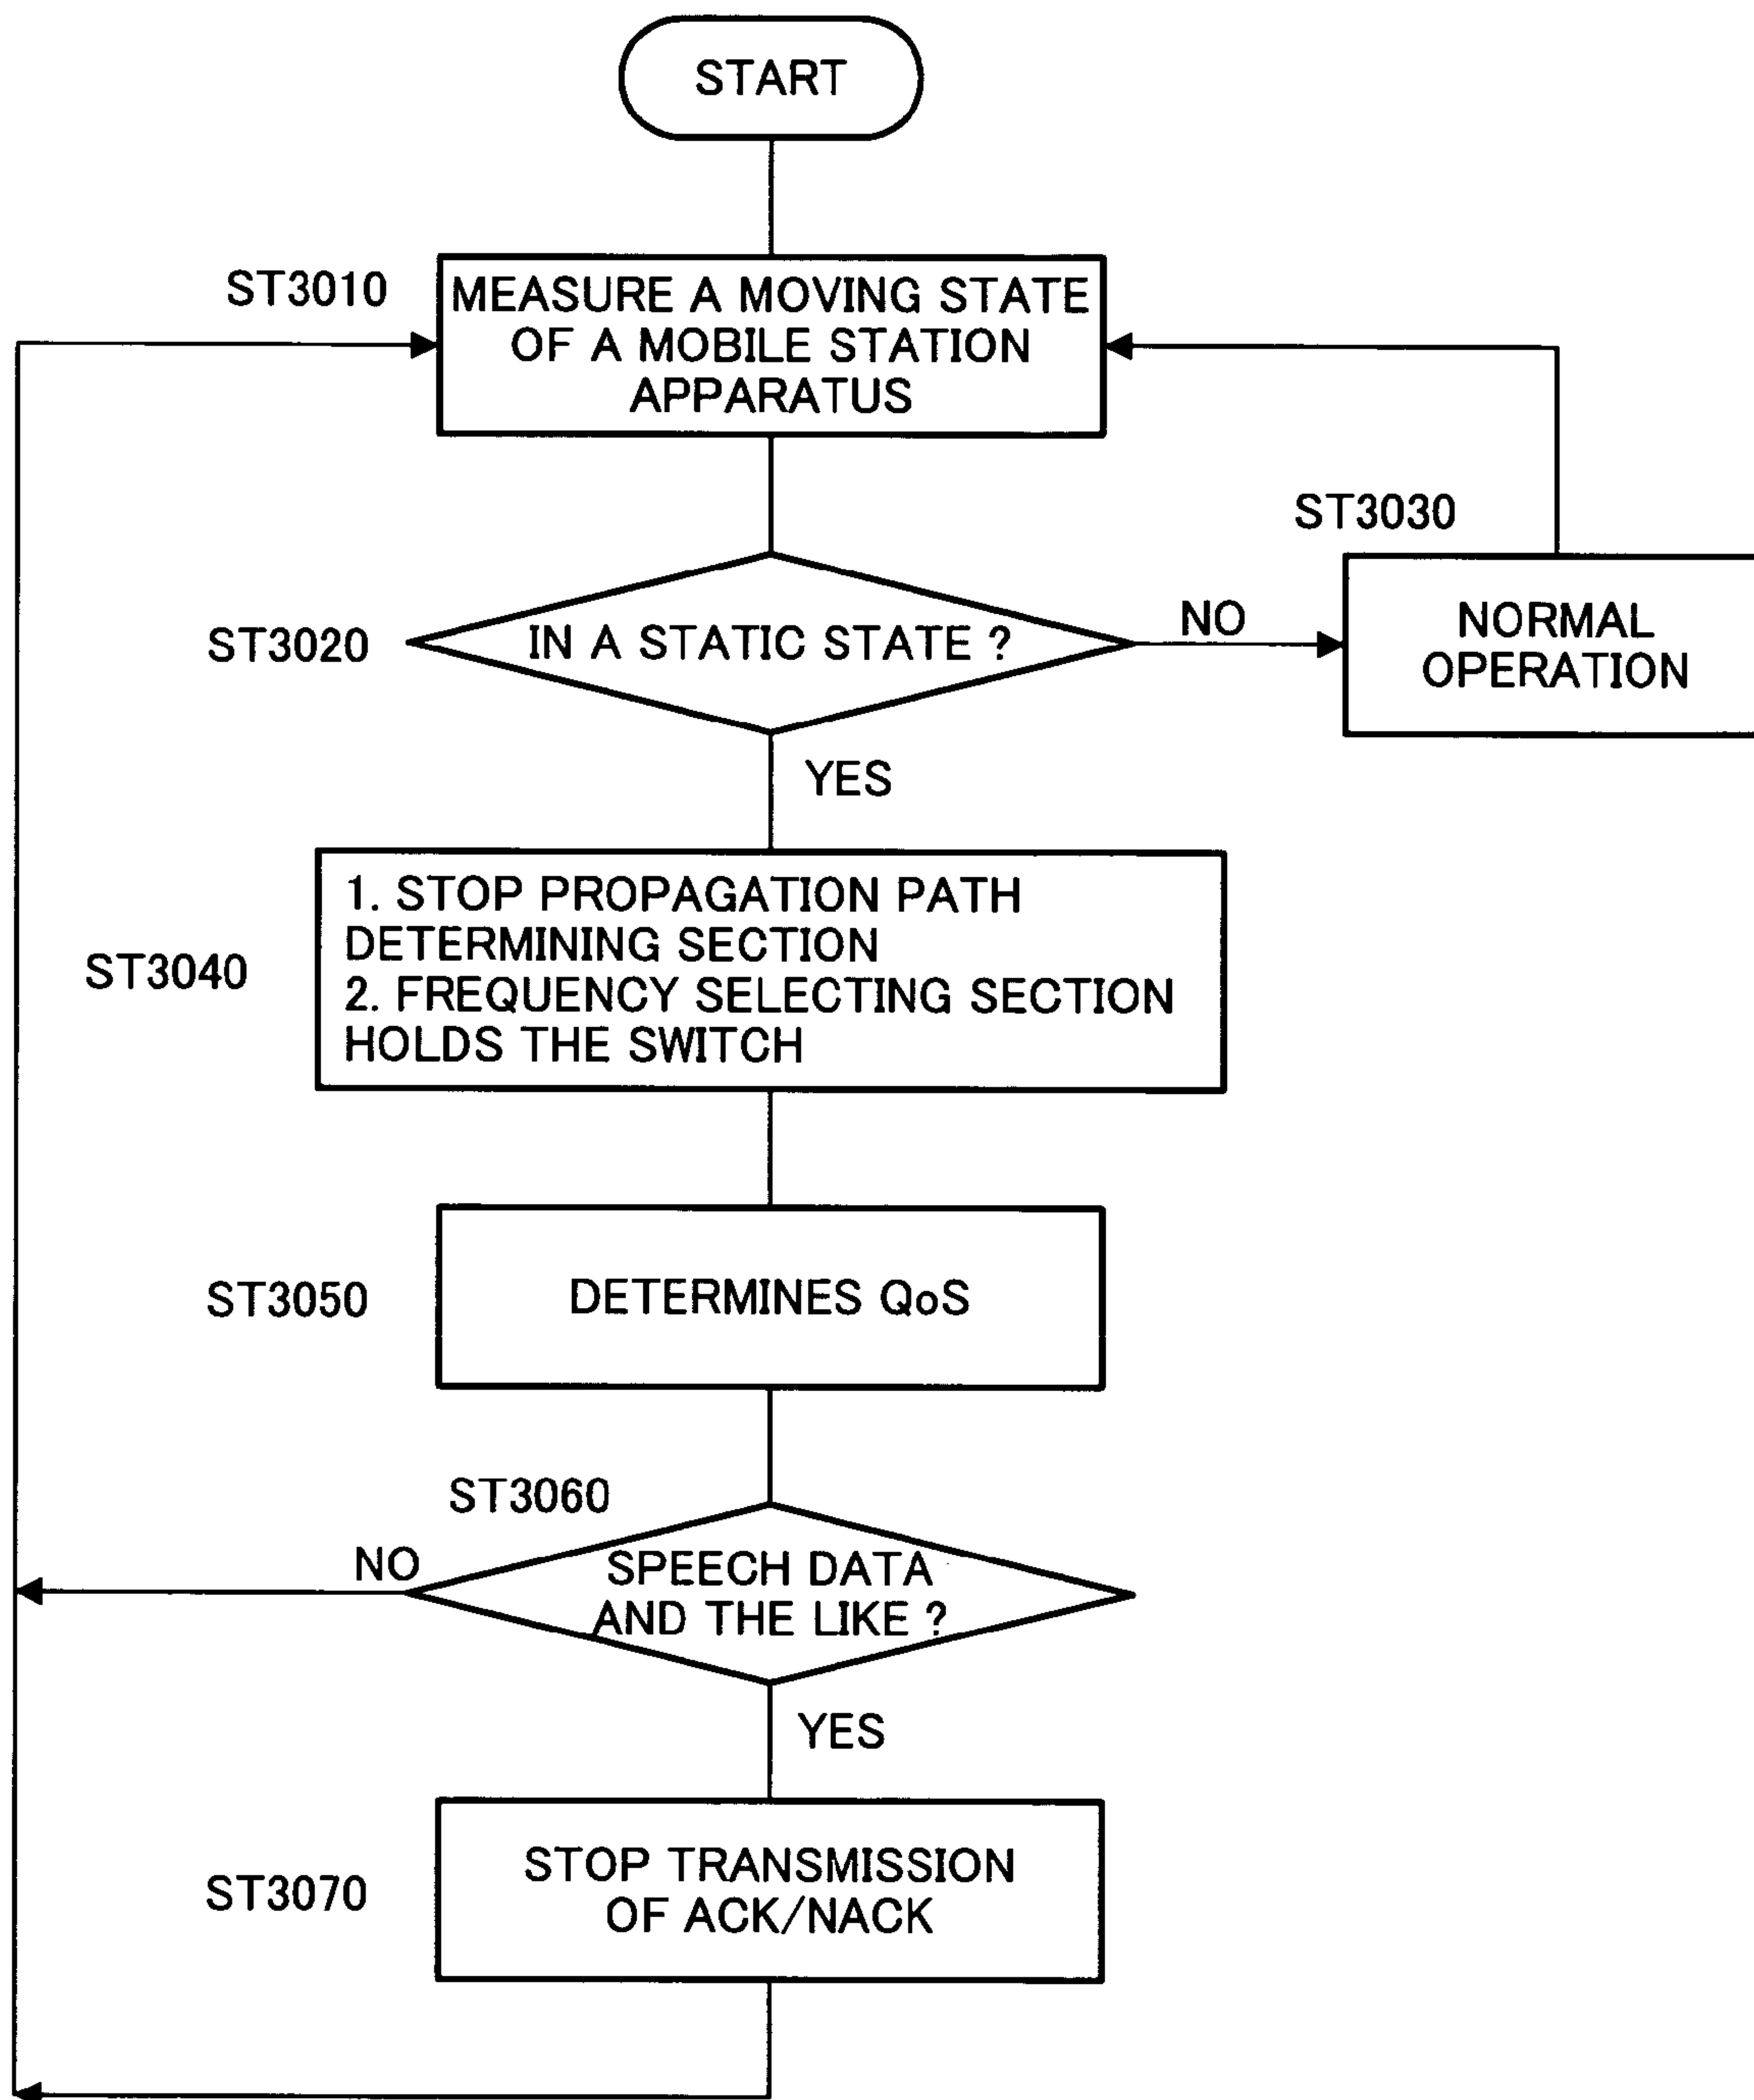 START
ST3010
MEASURE A MOVING STATE
OF A MOBILE STATION
APPARATUS
ST3030
ST3020
IN A STATIC STATE ?
NO
NORMAL
OPERATION
YES
ST3040
1. STOP PROPAGATION PATH
DETERMINING SECTION
2. FREQUENCY SELECTING SECTION
HOLDS THE SWITCH
ST3050
DETERMINES QoS
ST3060
NO
SPEECH DATA
AND THE LIKE ?
YES
ST3070
STOP TRANSMISSION
OF ACK/NACK